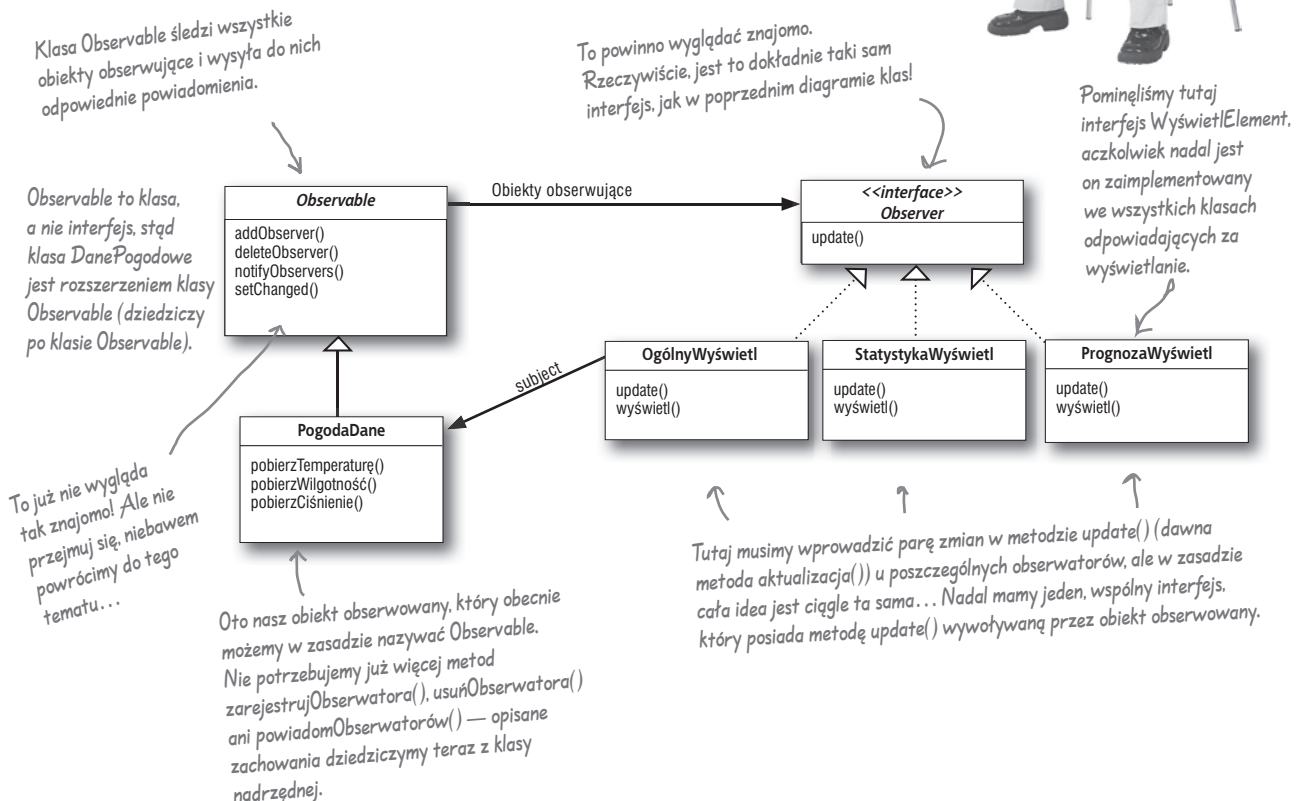 Klasa Observable śledzi wszystkie
obiekty obserwujące i wysyła do nich
odpowiednie powiadomienia.
To powinno wyglądać znajomo.
Rzeczywiście, jest to dokładnie taki sam
interfejs, jak w poprzednim diagramie klas!
Pominęliśmy tutaj
interfejs WyświetlElement,
aczkolwiek nadal jest
on zaimplementowany
we wszystkich klasach
odpowiadających za
wyświetlanie.
Observable to klasa,
a nie interfejs, stąd
klasa DanePogodowe
jest rozszerzeniem klasy
Observable (dziedziczy
po klasie Observable).
Observable
addObserver()
deleteObserver()
notifyObservers()
setChanged()
Obiekty obserwujące
<<interface>>
Observer
update()
subject
OgólnyWyświetl
update()
wyświetl()
StatystykaWyświetl
update()
wyświetl()
PrognozaWyświetl
update()
wyświetl()
PogodaDane
pobierzTemperaturę()
pobierzWilgotność()
pobierzCiśnienie()
To już nie wygląda
tak znajomo! Ale nie
przejmuj się, niebawem
powrócimy do tego
tematu...
Tutaj musimy wprowadzić parę zmian w metodzie update() (dawna
metoda aktualizacja()) u poszczególnych obserwatorów, ale w zasadzie
cała idea jest ciągle ta sama... Nadal mamy jeden, wspólny interfejs,
który posiada metodę update() wywoływaną przez obiekt obserwowany.
Oto nasz obiekt obserwowany, który obecnie
możemy w zasadzie nazywać Observable.
Nie potrzebujemy już więcej metod
zarejestrujObserwatora(), usuńObserwatora()
ani powiadomObserwatorów() — opisane
zachowania dziedziczymy teraz z klasy
nadrzędnej.